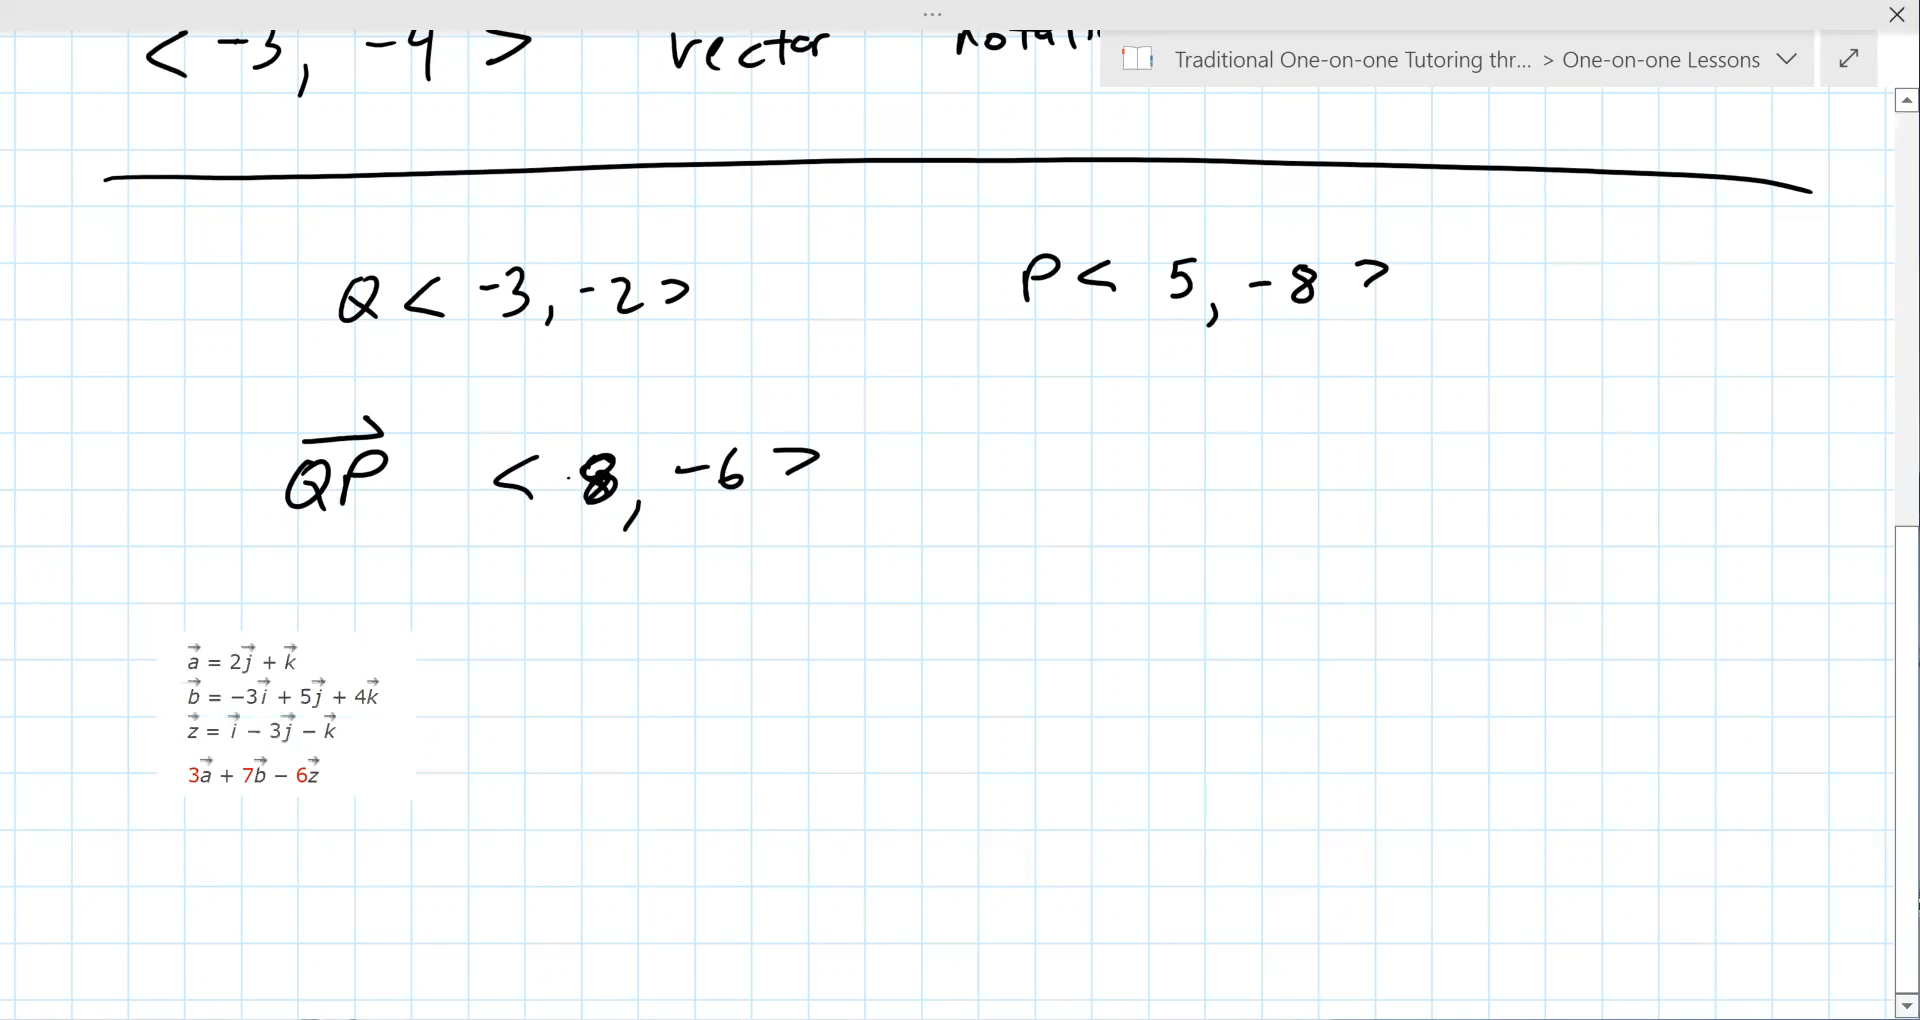 < -3, -4 > vector
Traditional One-on-one Tutoring thr... > One-on-one Lessons
Q < -3, -2 >
P < 5, -8 >
QP⃗ < 8, -6 >
a⃗ = 2j⃗ + k⃗
b⃗ = −3i⃗ + 5j⃗ + 4k⃗
z⃗ = i⃗ − 3j⃗ − k⃗
3a⃗ + 7b⃗ − 6z⃗